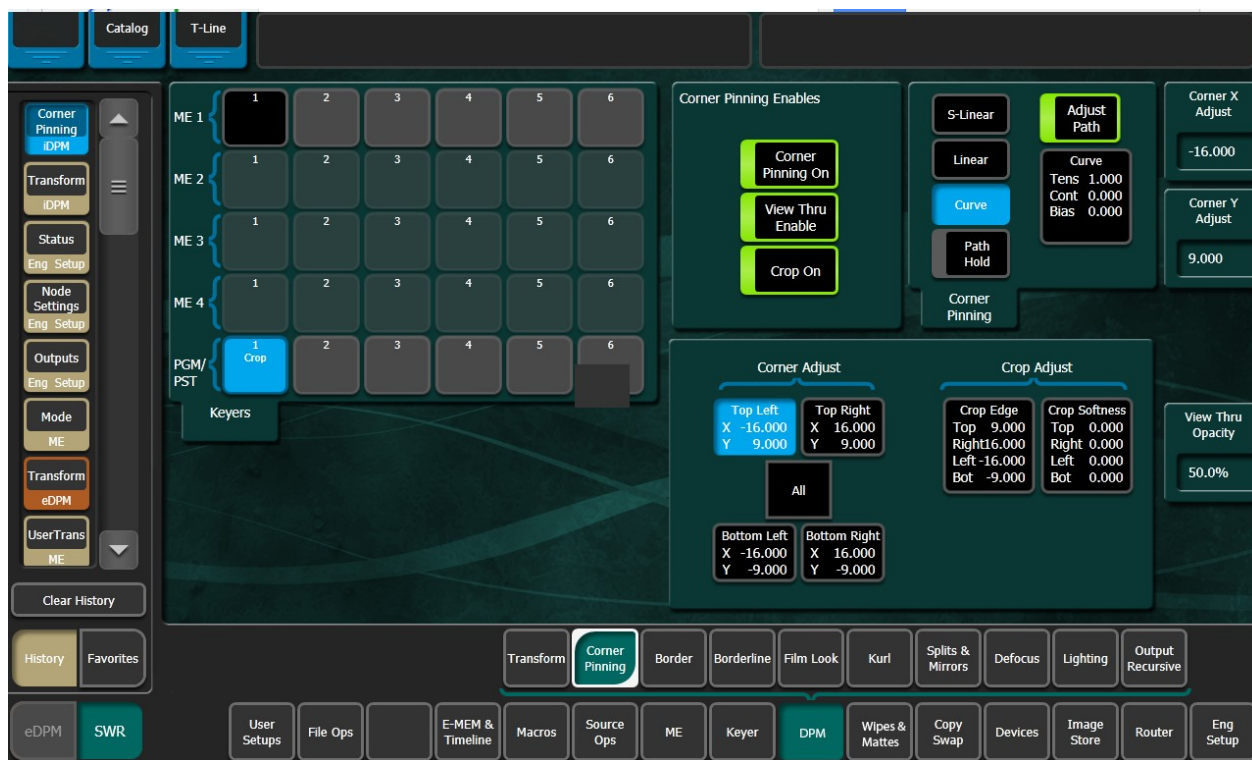 Catalog
T-Line
Corner
Pinning
iDPM
Transform
iDPM
Status
Eng Setup
Node
Settings
Eng Setup
Outputs
Eng Setup
Mode
ME
Transform
eDPM
UserTrans
ME
Clear History
History
Favorites
eDPM
SWR
ME 1
1 2 3 4 5 6
ME 2
1 2 3 4 5 6
ME 3
1 2 3 4 5 6
ME 4
1 2 3 4 5 6
PGM/
PST
1 2 3 4 5 6
Crop
Keyers
Corner Pinning Enables
Corner
Pinning On
View Thru
Enable
Crop On
S-Linear
Linear
Curve
Path
Hold
Corner
Pinning
Adjust
Path
Curve
Tens 1.000
Cont 0.000
Bias 0.000
Corner X
Adjust
-16.000
Corner Y
Adjust
9.000
Corner Adjust
Top Left
X -16.000
Y 9.000
Top Right
X 16.000
Y 9.000
All
Bottom Left
X -16.000
Y -9.000
Bottom Right
X 16.000
Y -9.000
Crop Adjust
Crop Edge
Top 9.000
Right16.000
Left -16.000
Bot -9.000
Crop Softness
Top 0.000
Right 0.000
Left 0.000
Bot 0.000
View Thru
Opacity
50.0%
Transform
Corner
Pinning
Border
Borderline
Film Look
Kurl
Splits &
Mirrors
Defocus
Lighting
Output
Recursive
User
Setups
File Ops
E-MEM &
Timeline
Macros
Source
Ops
ME
Keyer
DPM
Wipes &
Mattes
Copy
Swap
Devices
Image
Store
Router
Eng
Setup